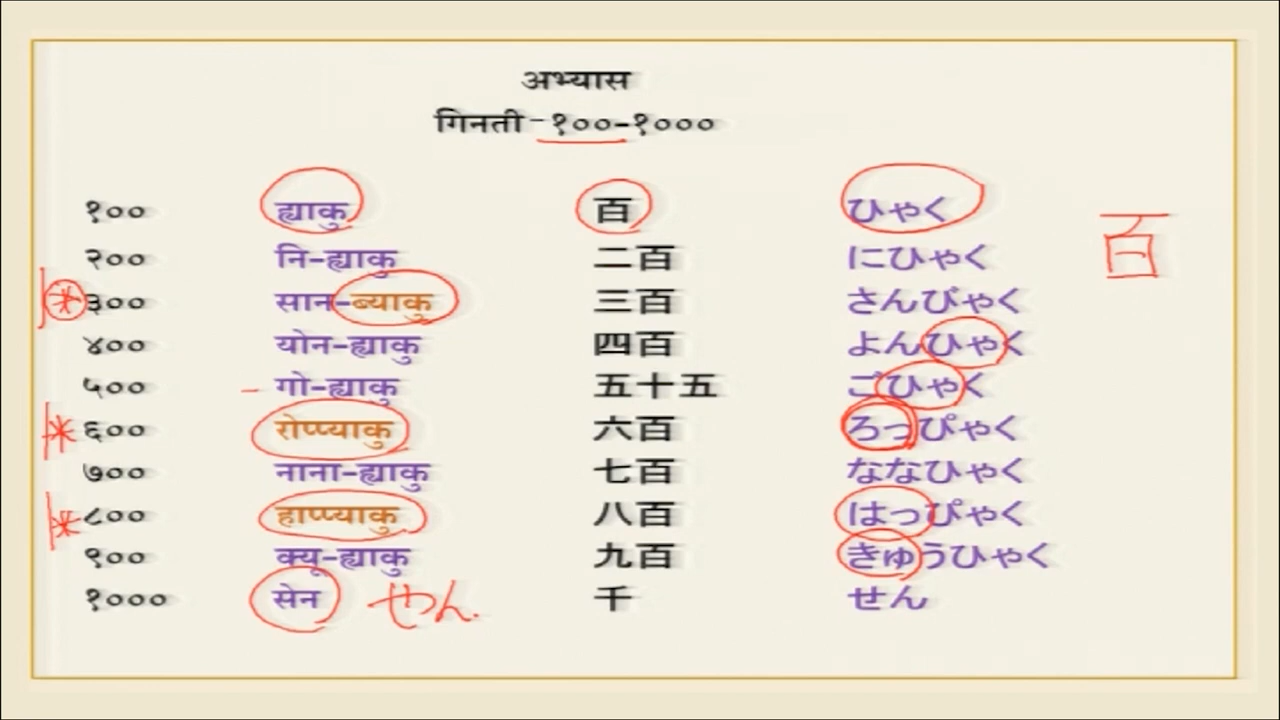 अभ्यास
गिनती -१००-१०००
१०० ह्याकु 百 ひゃく 百
२०० नि-ह्याकु 二百 にひゃく
* ३०० सान-ब्याकु 三百 さんびゃく
४०० योन-ह्याकु 四百 よんひゃく
५०० - गो-ह्याकु 五十五 ごひゃく
* ६०० रोप्प्याकु 六百 ろっぴゃく
७०० नाना-ह्याकु 七百 ななひゃく
* ८०० हाप्प्याकु 八百 はっぴゃく
९०० क्यू-ह्याकु 九百 きゅうひゃく
१००० सेन せん 千 せん